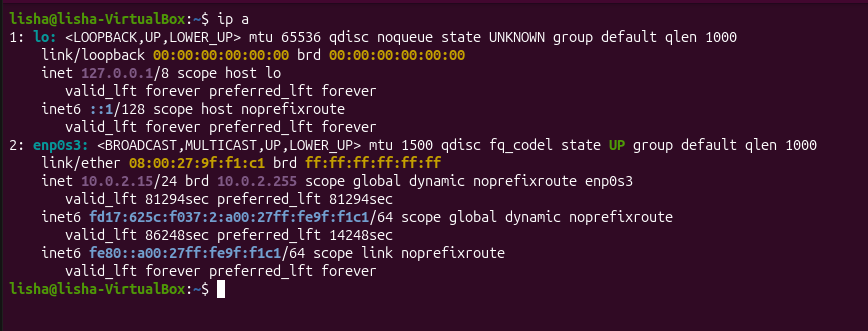 lisha@lisha-VirtualBox:~$ ip a
1: lo: <LOOPBACK,UP,LOWER_UP> mtu 65536 qdisc noqueue state UNKNOWN group default qlen 1000
    link/loopback 00:00:00:00:00:00 brd 00:00:00:00:00:00
    inet 127.0.0.1/8 scope host lo
       valid_lft forever preferred_lft forever
    inet6 ::1/128 scope host noprefixroute
       valid_lft forever preferred_lft forever
2: enp0s3: <BROADCAST,MULTICAST,UP,LOWER_UP> mtu 1500 qdisc fq_codel state UP group default qlen 1000
    link/ether 08:00:27:9f:f1:c1 brd ff:ff:ff:ff:ff:ff
    inet 10.0.2.15/24 brd 10.0.2.255 scope global dynamic noprefixroute enp0s3
       valid_lft 81294sec preferred_lft 81294sec
    inet6 fd17:625c:f037:2:a00:27ff:fe9f:f1c1/64 scope global dynamic noprefixroute
       valid_lft 86248sec preferred_lft 14248sec
    inet6 fe80::a00:27ff:fe9f:f1c1/64 scope link noprefixroute
       valid_lft forever preferred_lft forever
lisha@lisha-VirtualBox:~$